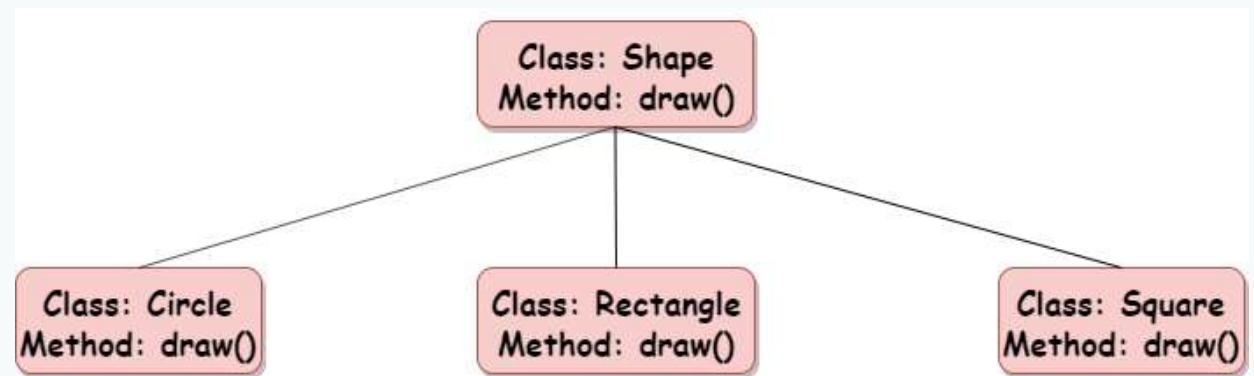 Class: Shape
Method: draw()
Class: Circle
Method: draw()
Class: Rectangle
Method: draw()
Class: Square
Method: draw()